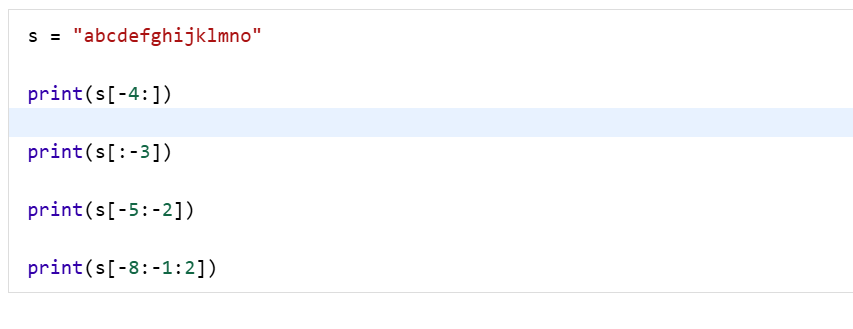 s = "abcdefghijklmno"
print(s[-4:])
print(s[:-3])
print(s[-5:-2])
print(s[-8:-1:2])